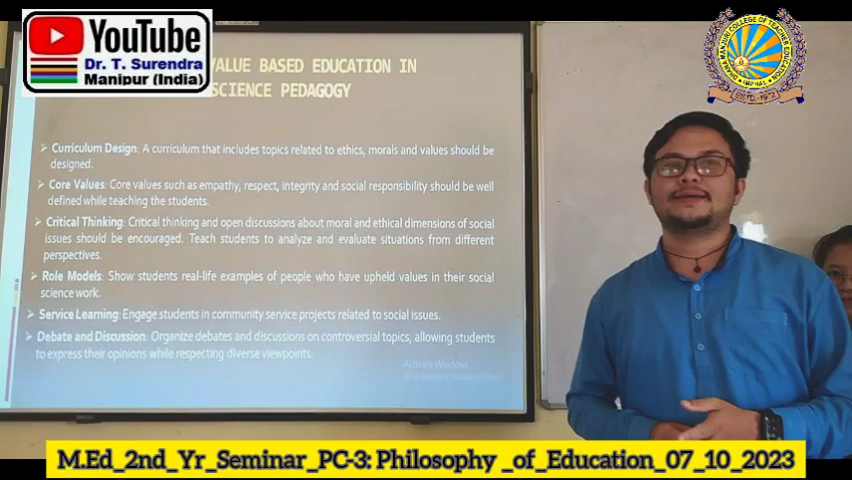 YouTube
Dr. T. Surendra
Manipur (India)
VALUE BASED EDUCATION IN
SCIENCE PEDAGOGY
➢ Curriculum Design: A curriculum that includes topics related to ethics, morals and values should be
designed.
➢ Core Values: Core values such as empathy, respect, integrity and social responsibility should be well
defined while teaching the students.
➢ Critical Thinking: Critical thinking and open discussions about moral and ethical dimensions of social
issues should be encouraged. Teach students to analyze and evaluate situations from different
perspectives.
➢ Role Models: Show students real-life examples of people who have upheld values in their social
science work.
➢ Service Learning: Engage students in community service projects related to social issues.
➢ Debate and Discussion: Organize debates and discussions on controversial topics, allowing students
to express their opinions while respecting diverse viewpoints.
Activate Windows
COLLEGE OF TEACHER EDUCATION
ESTD.-1972
M.Ed_2nd_Yr_Seminar_PC-3: Philosophy _of_Education_07_10_2023